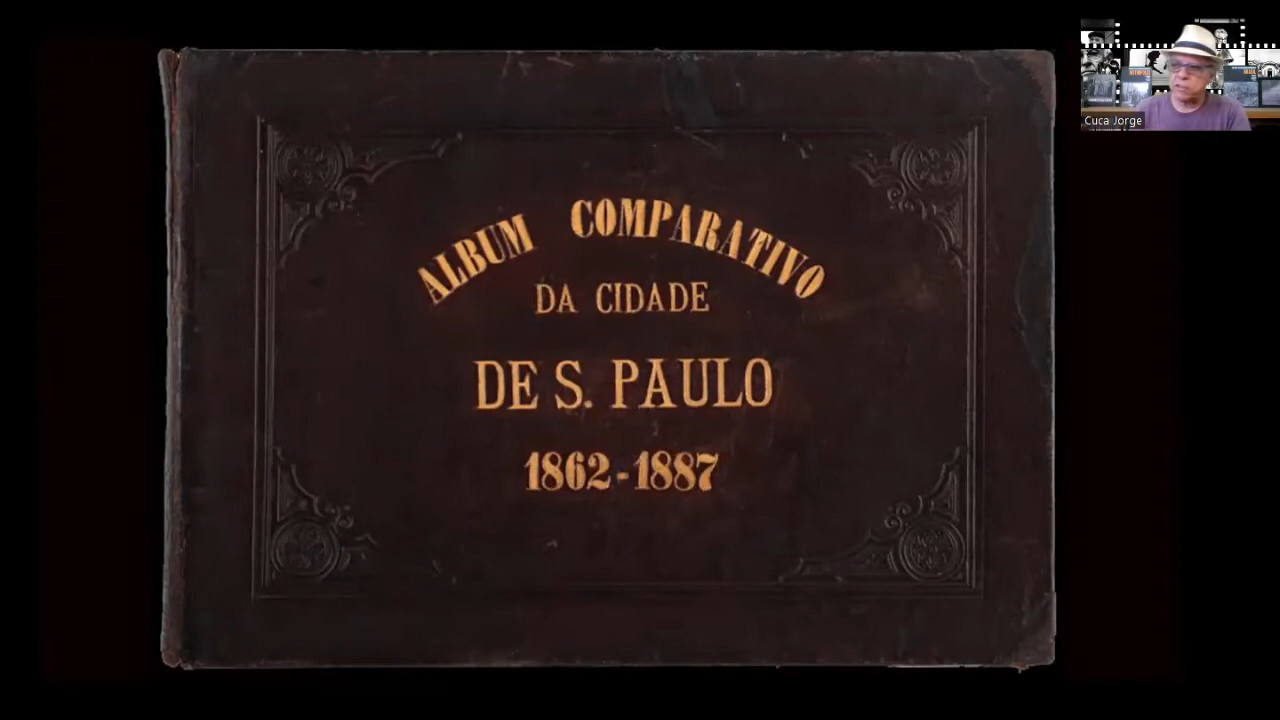 ALBUM COMPARATIVO
DA CIDADE
DE S. PAULO
1862-1887
Cuca Jorge